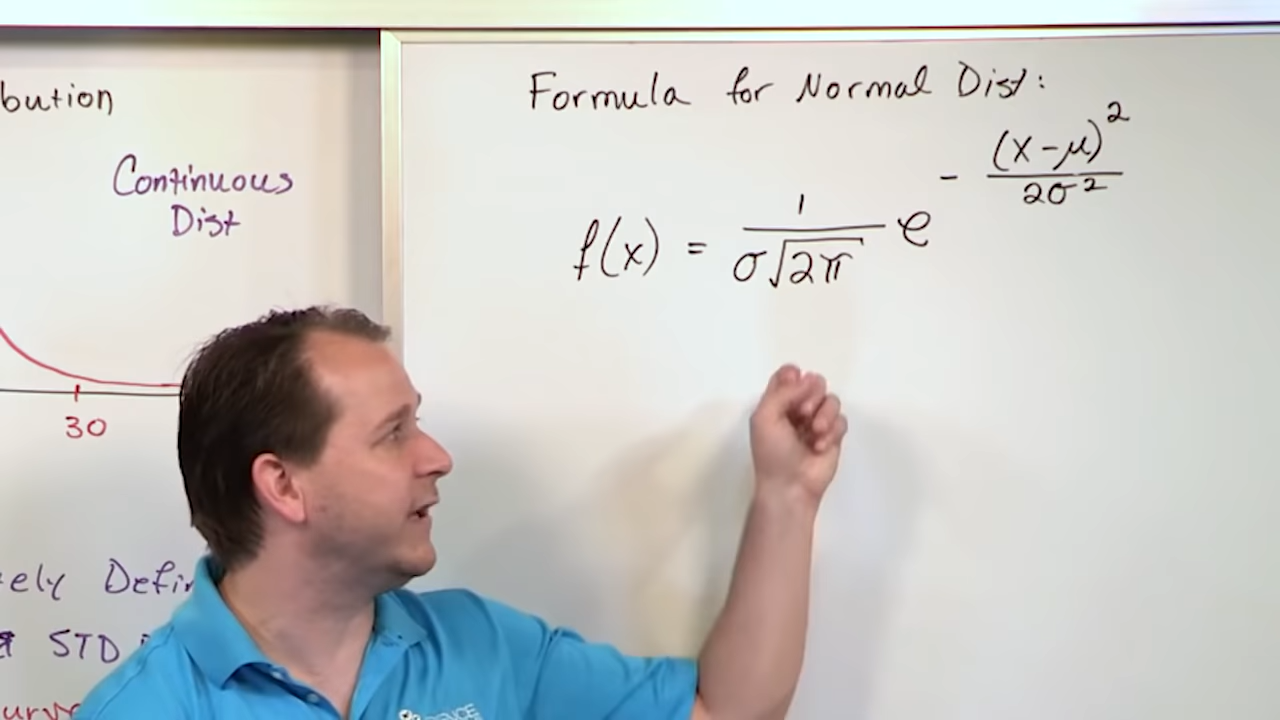 bution
Continuous
Dist
30
STD
Formula for Normal Dist:
f(x) = 1/(σ√2π) e^(-(x-μ)²/(2σ²))